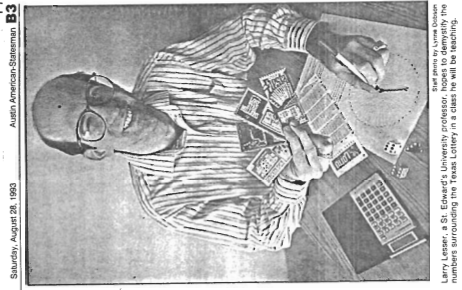 Saturday, August 28, 1993 Austin American-Statesman B3
Staff photo by Lynne Dobson
Larry Lesser, a St. Edward's University professor, hopes to demystify the
numbers surrounding the Texas Lottery in a class he will be teaching.